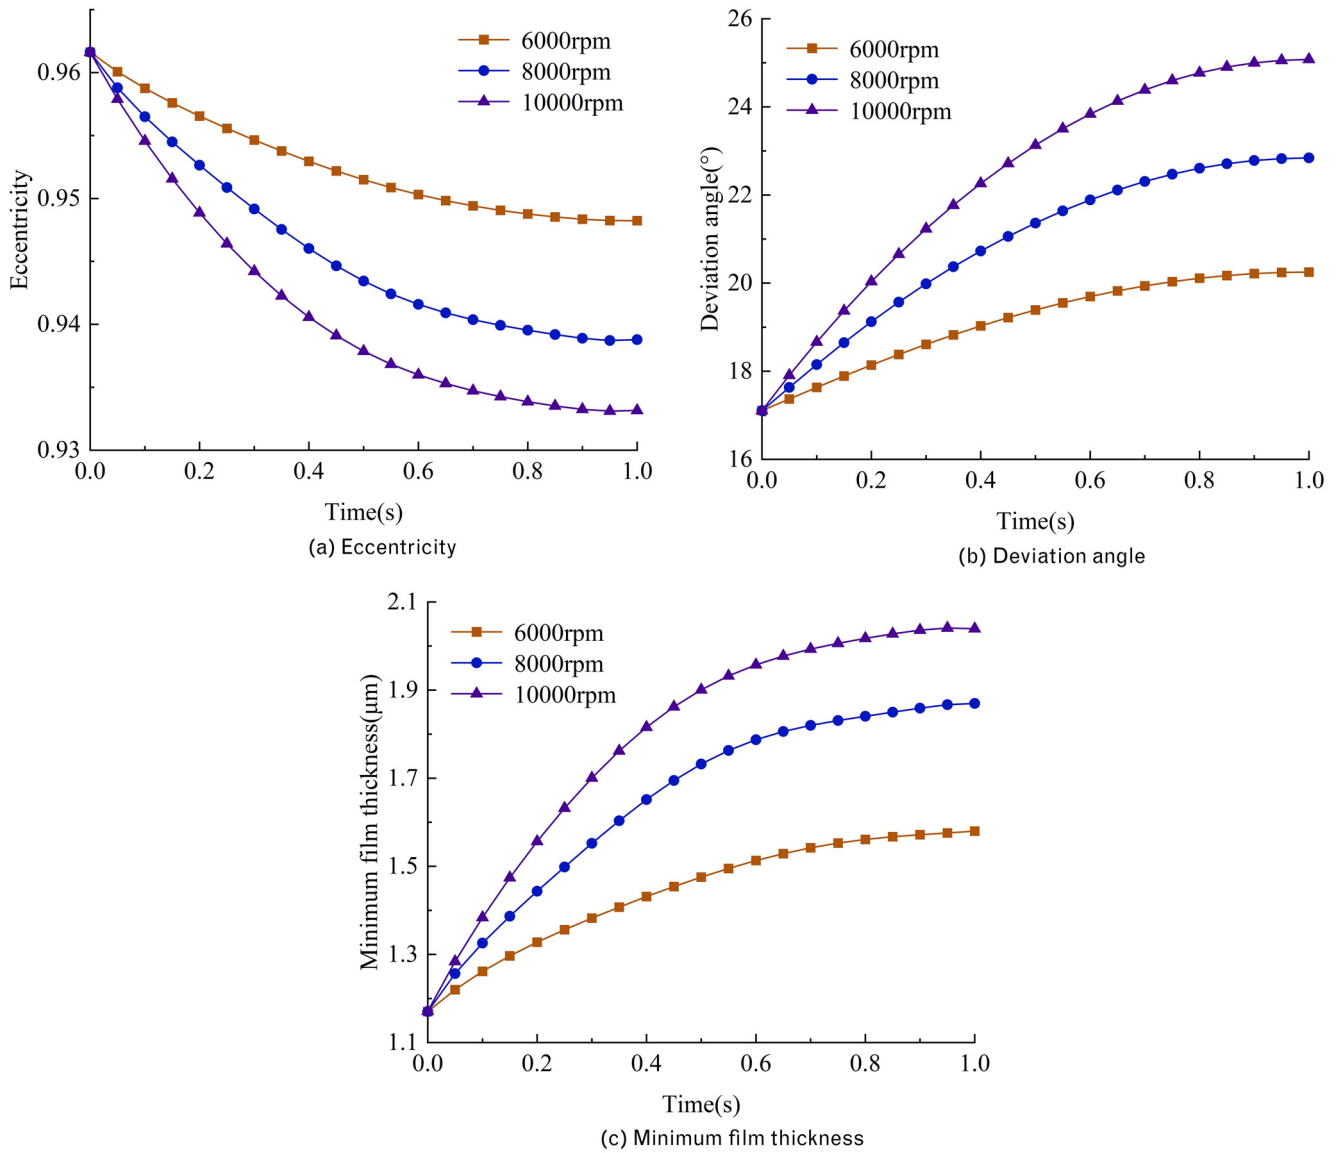 6000rpm
8000rpm
10000rpm
0.96
0.95
0.94
0.93
0.0 0.2 0.4 0.6 0.8 1.0
Eccentricity
Time(s)
(a) Eccentricity
26
24
22
20
18
16
6000rpm
8000rpm
10000rpm
0.0 0.2 0.4 0.6 0.8 1.0
Deviation angle(°)
Time(s)
(b) Deviation angle
2.1
1.9
1.7
1.5
1.3
1.1
6000rpm
8000rpm
10000rpm
0.0 0.2 0.4 0.6 0.8 1.0
Minimum film thickness(μm)
Time(s)
(c) Minimum film thickness